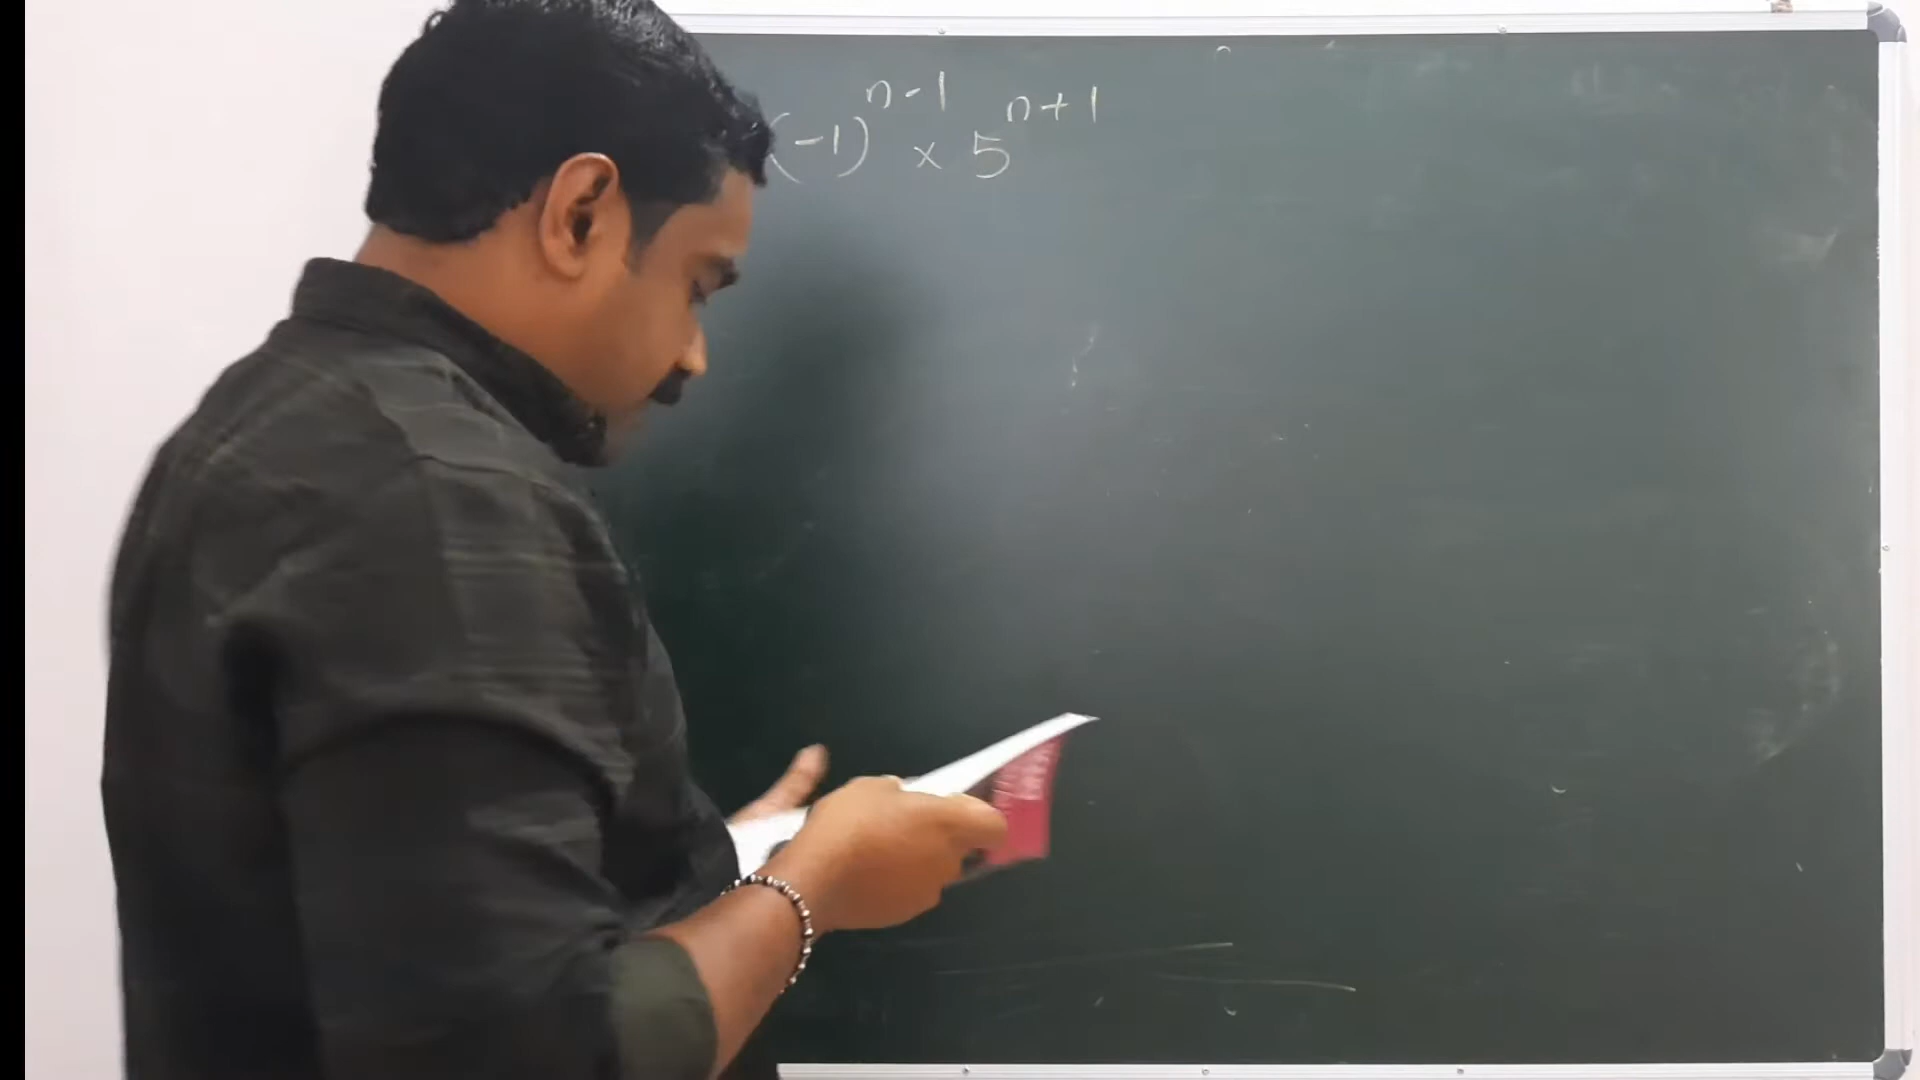 (-1)^{n-1} × 5^{n+1}